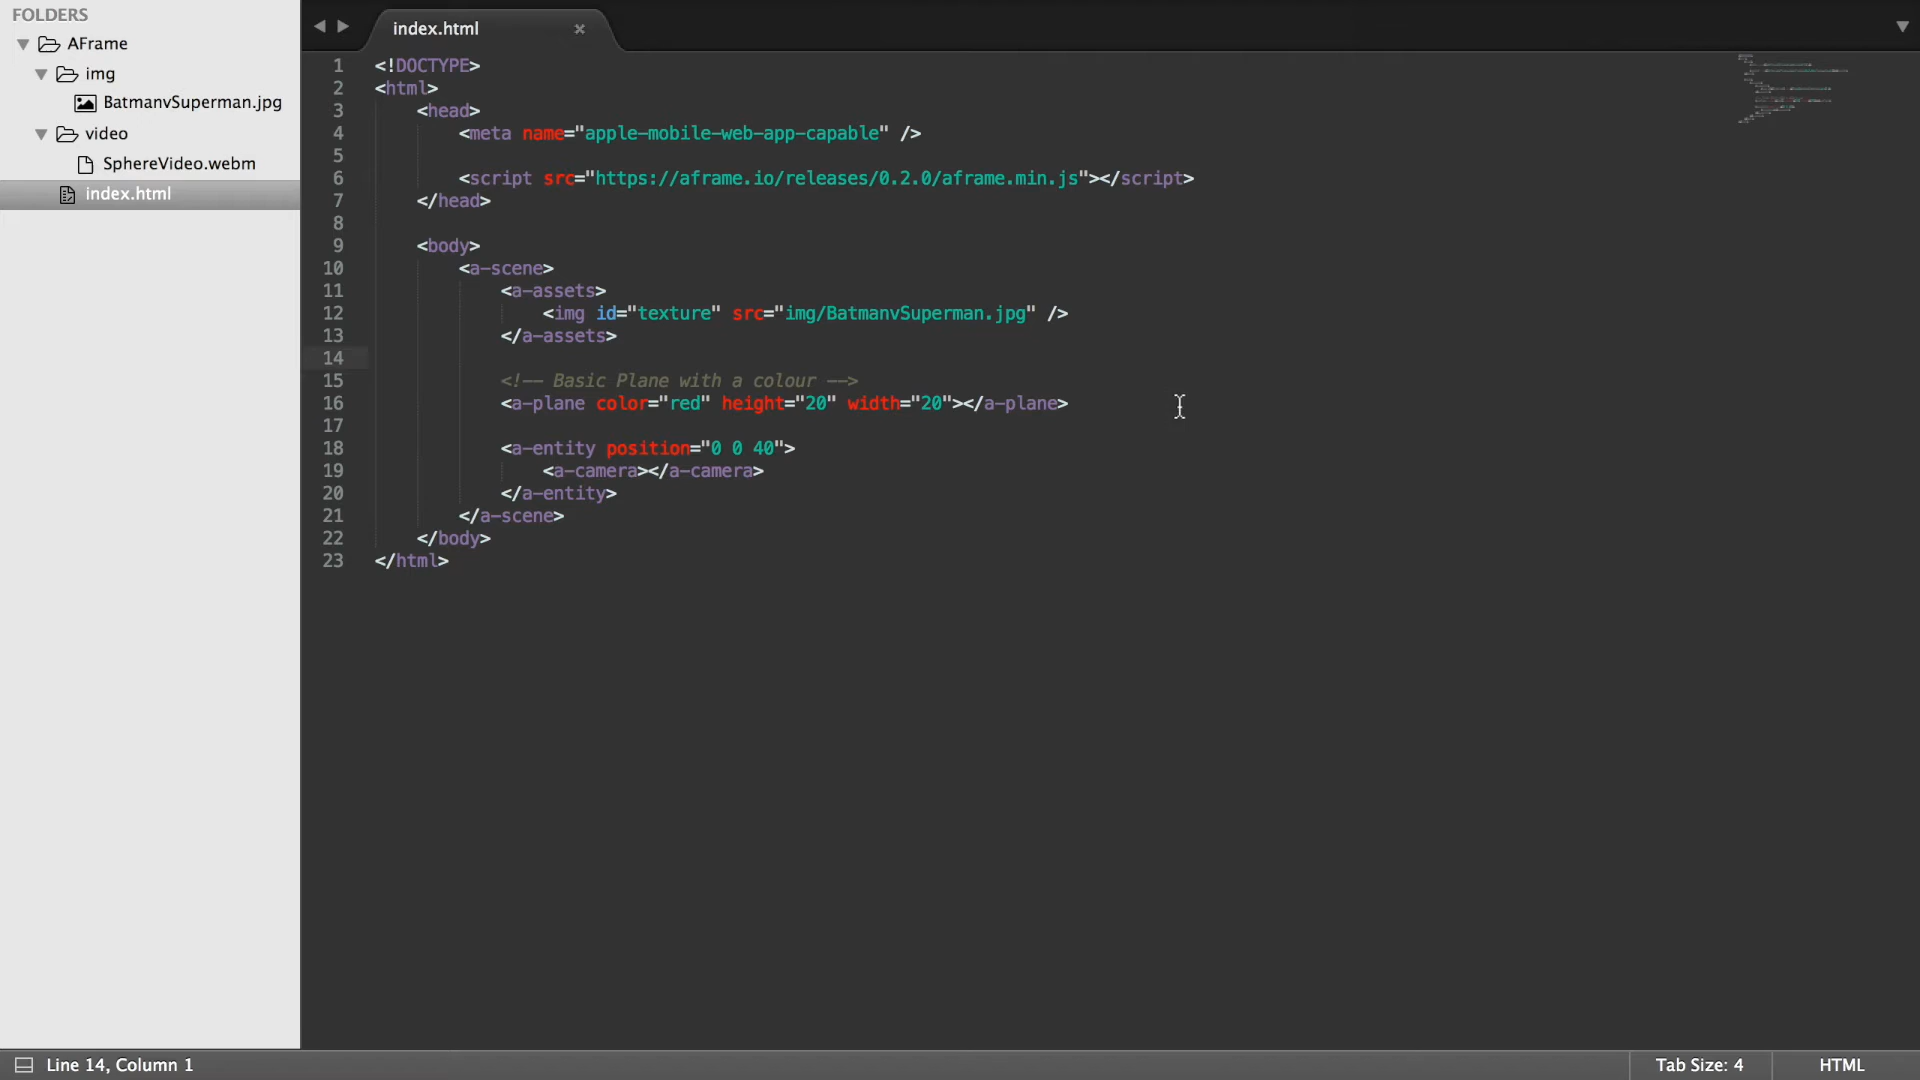 FOLDERS
AFrame
img
BatmanvSuperman.jpg
video
SphereVideo.webm
index.html
index.html
1 <!DOCTYPE>
2 <html>
3 <head>
4 <meta name="apple-mobile-web-app-capable" />
5
6 <script src="https://aframe.io/releases/0.2.0/aframe.min.js"></script>
7 </head>
8
9 <body>
10 <a-scene>
11 <a-assets>
12 <img id="texture" src="img/BatmanvSuperman.jpg" />
13 </a-assets>
14
15 <!-- Basic Plane with a colour -->
16 <a-plane color="red" height="20" width="20"></a-plane>
17
18 <a-entity position="0 0 40">
19 <a-camera></a-camera>
20 </a-entity>
21 </a-scene>
22 </body>
23 </html>
Line 14, Column 1
Tab Size: 4
HTML